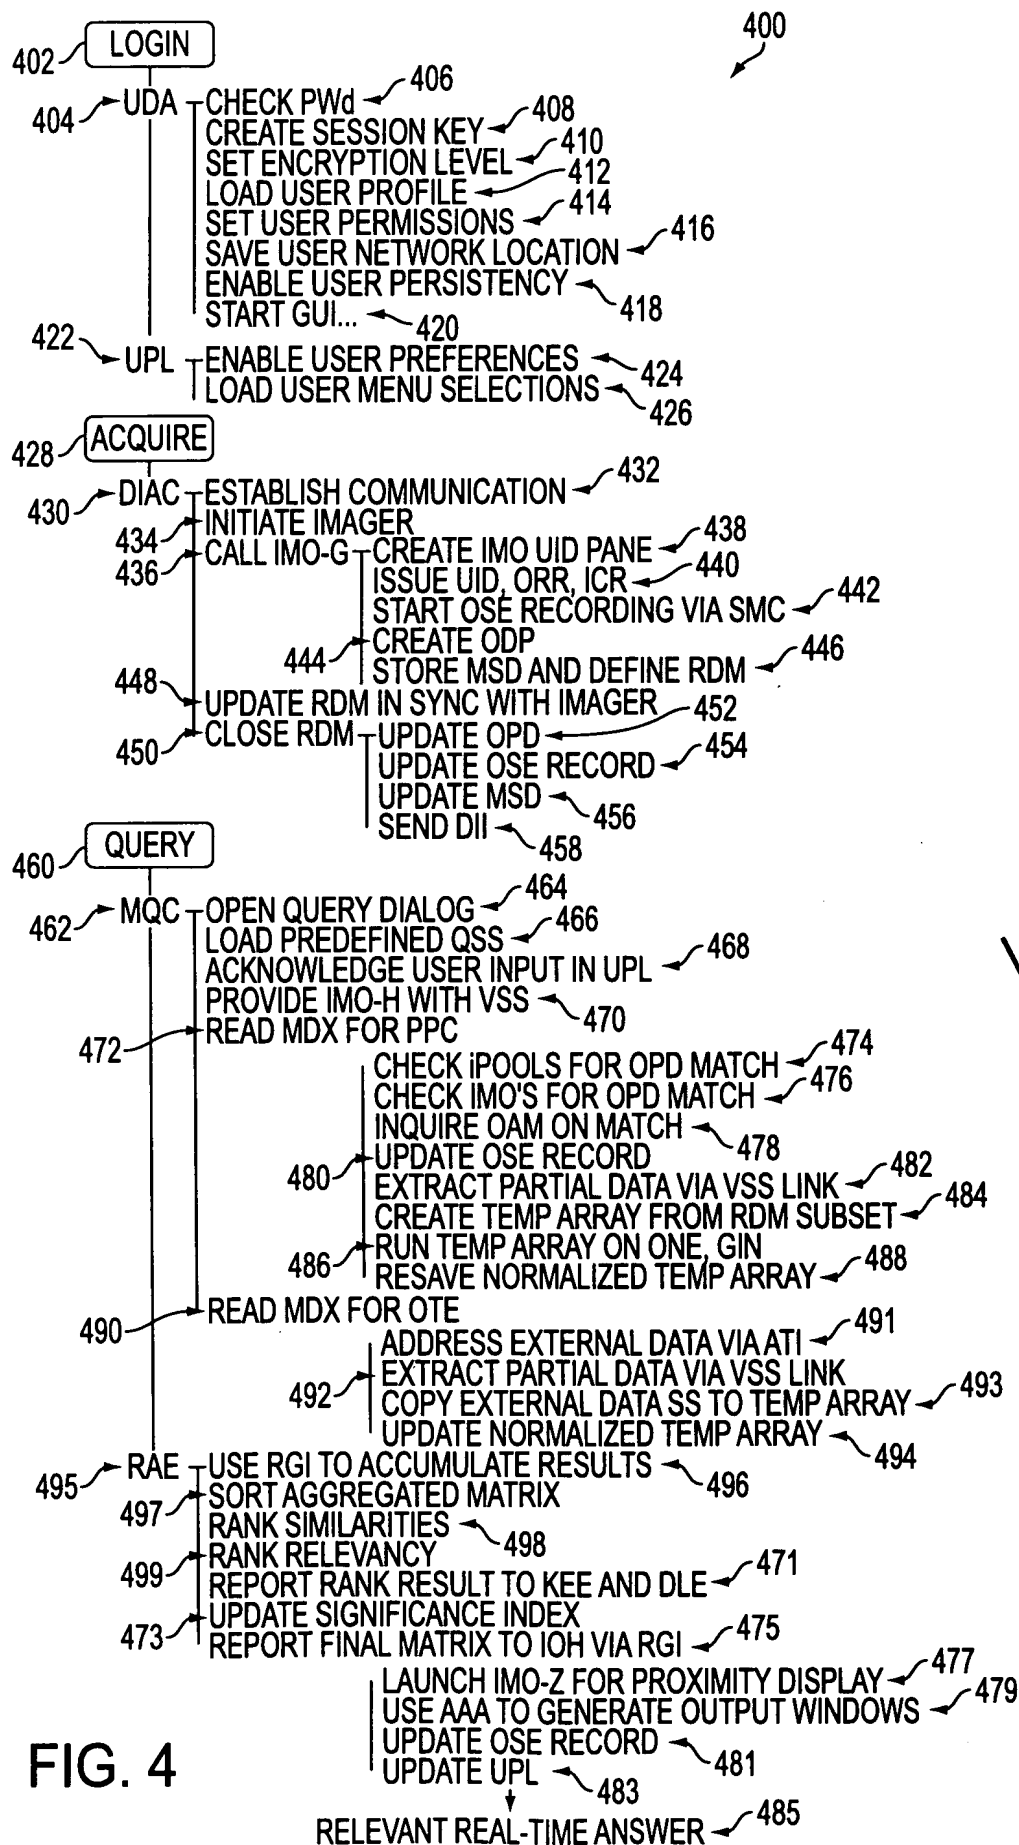 400
402 LOGIN
404 UDA CHECK PWd 406
CREATE SESSION KEY 408
SET ENCRYPTION LEVEL 410
LOAD USER PROFILE 412
SET USER PERMISSIONS 414
SAVE USER NETWORK LOCATION 416
ENABLE USER PERSISTENCY 418
START GUI... 420
422 UPL ENABLE USER PREFERENCES 424
LOAD USER MENU SELECTIONS 426
428 ACQUIRE
430 DIAC ESTABLISH COMMUNICATION 432
434 INITIATE IMAGER
436 CALL IMO-G CREATE IMO UID PANE 438
ISSUE UID, ORR, ICR 440
START OSE RECORDING VIA SMC 442
444 CREATE ODP
STORE MSD AND DEFINE RDM 446
448 UPDATE RDM IN SYNC WITH IMAGER
450 CLOSE RDM UPDATE OPD 452
UPDATE OSE RECORD 454
UPDATE MSD 456
SEND DII 458
460 QUERY
462 MQC OPEN QUERY DIALOG 464
LOAD PREDEFINED QSS 466
ACKNOWLEDGE USER INPUT IN UPL 468
PROVIDE IMO-H WITH VSS 470
472 READ MDX FOR PPC
CHECK iPOOLS FOR OPD MATCH 474
CHECK IMO'S FOR OPD MATCH 476
INQUIRE OAM ON MATCH 478
480 UPDATE OSE RECORD
EXTRACT PARTIAL DATA VIA VSS LINK 482
CREATE TEMP ARRAY FROM RDM SUBSET 484
486 RUN TEMP ARRAY ON ONE, GIN
RESAVE NORMALIZED TEMP ARRAY 488
490 READ MDX FOR OTE
ADDRESS EXTERNAL DATA VIA ATI 491
492 EXTRACT PARTIAL DATA VIA VSS LINK
COPY EXTERNAL DATA SS TO TEMP ARRAY 493
UPDATE NORMALIZED TEMP ARRAY 494
495 RAE USE RGI TO ACCUMULATE RESULTS 496
497 SORT AGGREGATED MATRIX
RANK SIMILARITIES 498
499 RANK RELEVANCY
REPORT RANK RESULT TO KEE AND DLE 471
473 UPDATE SIGNIFICANCE INDEX
REPORT FINAL MATRIX TO IOH VIA RGI 475
LAUNCH IMO-Z FOR PROXIMITY DISPLAY 477
USE AAA TO GENERATE OUTPUT WINDOWS 479
UPDATE OSE RECORD 481
UPDATE UPL 483
RELEVANT REAL-TIME ANSWER 485
FIG. 4